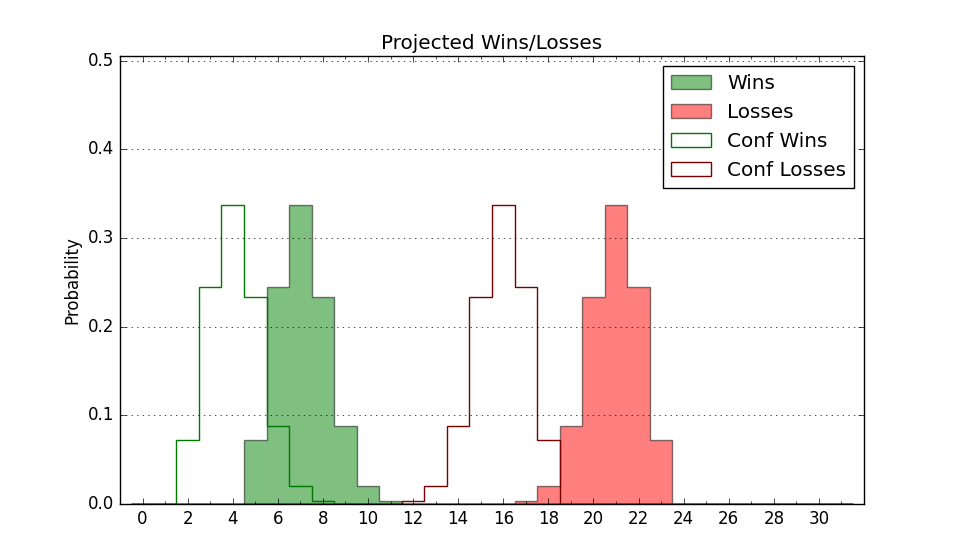 Projected Wins/Losses
Wins
Losses
Conf Wins
Conf Losses
Probability
0.5
0.4
0.3
0.2
0.1
0.0
0 2 4 6 8 10 12 14 16 18 20 22 24 26 28 30